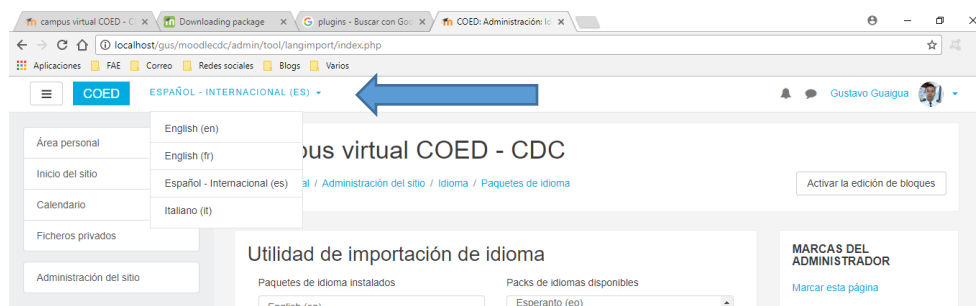 campus virtual COED - C
Downloading package
plugins - Buscar con Goo
COED: Administración: Id
localhost/gus/moodlecdc/admin/tool/langimport/index.php
Aplicaciones FAE Correo Redes sociales Blogs Varios
COED ESPAÑOL - INTERNACIONAL (ES) Gustavo Guaigua
English (en)
English (fr)
Español - Internacional (es)
Italiano (it)
Área personal
Inicio del sitio
Calendario
Ficheros privados
Administración del sitio
pus virtual COED - CDC
al / Administración del sitio / Idioma / Paquetes de idioma
Activar la edición de bloques
Utilidad de importación de idioma
Paquetes de idioma instalados
English (en)
Packs de idiomas disponibles
Esperanto (eo)
MARCAS DEL
ADMINISTRADOR
Marcar esta página